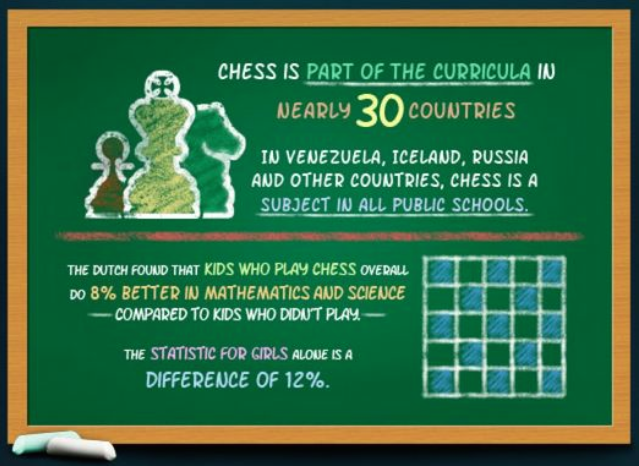 CHESS IS PART OF THE CURRICULA IN
NEARLY 30 COUNTRIES
IN VENEZUELA, ICELAND, RUSSIA
AND OTHER COUNTRIES, CHESS IS A
SUBJECT IN ALL PUBLIC SCHOOLS.
THE DUTCH FOUND THAT KIDS WHO PLAY CHESS OVERALL
DO 8% BETTER IN MATHEMATICS AND SCIENCE
COMPARED TO KIDS WHO DIDN'T PLAY.
THE STATISTIC FOR GIRLS ALONE IS A
DIFFERENCE OF 12%.